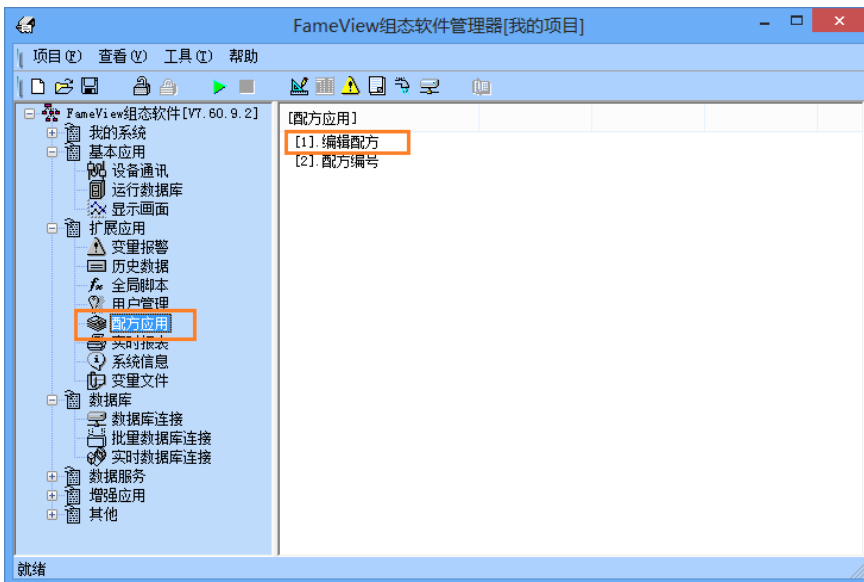 FameView组态软件管理器[我的项目]
项目(F) 查看(V) 工具(T) 帮助
FameView组态软件[V7.60.9.2]
我的系统
基本应用
设备通讯
运行数据库
显示画面
扩展应用
变量报警
历史数据
全局脚本
用户管理
配方应用
实时报表
系统信息
变量文件
数据库
数据库连接
批量数据库连接
实时数据库连接
数据服务
增强应用
其他
[配方应用]
[1].编辑配方
[2].配方编号
就绪